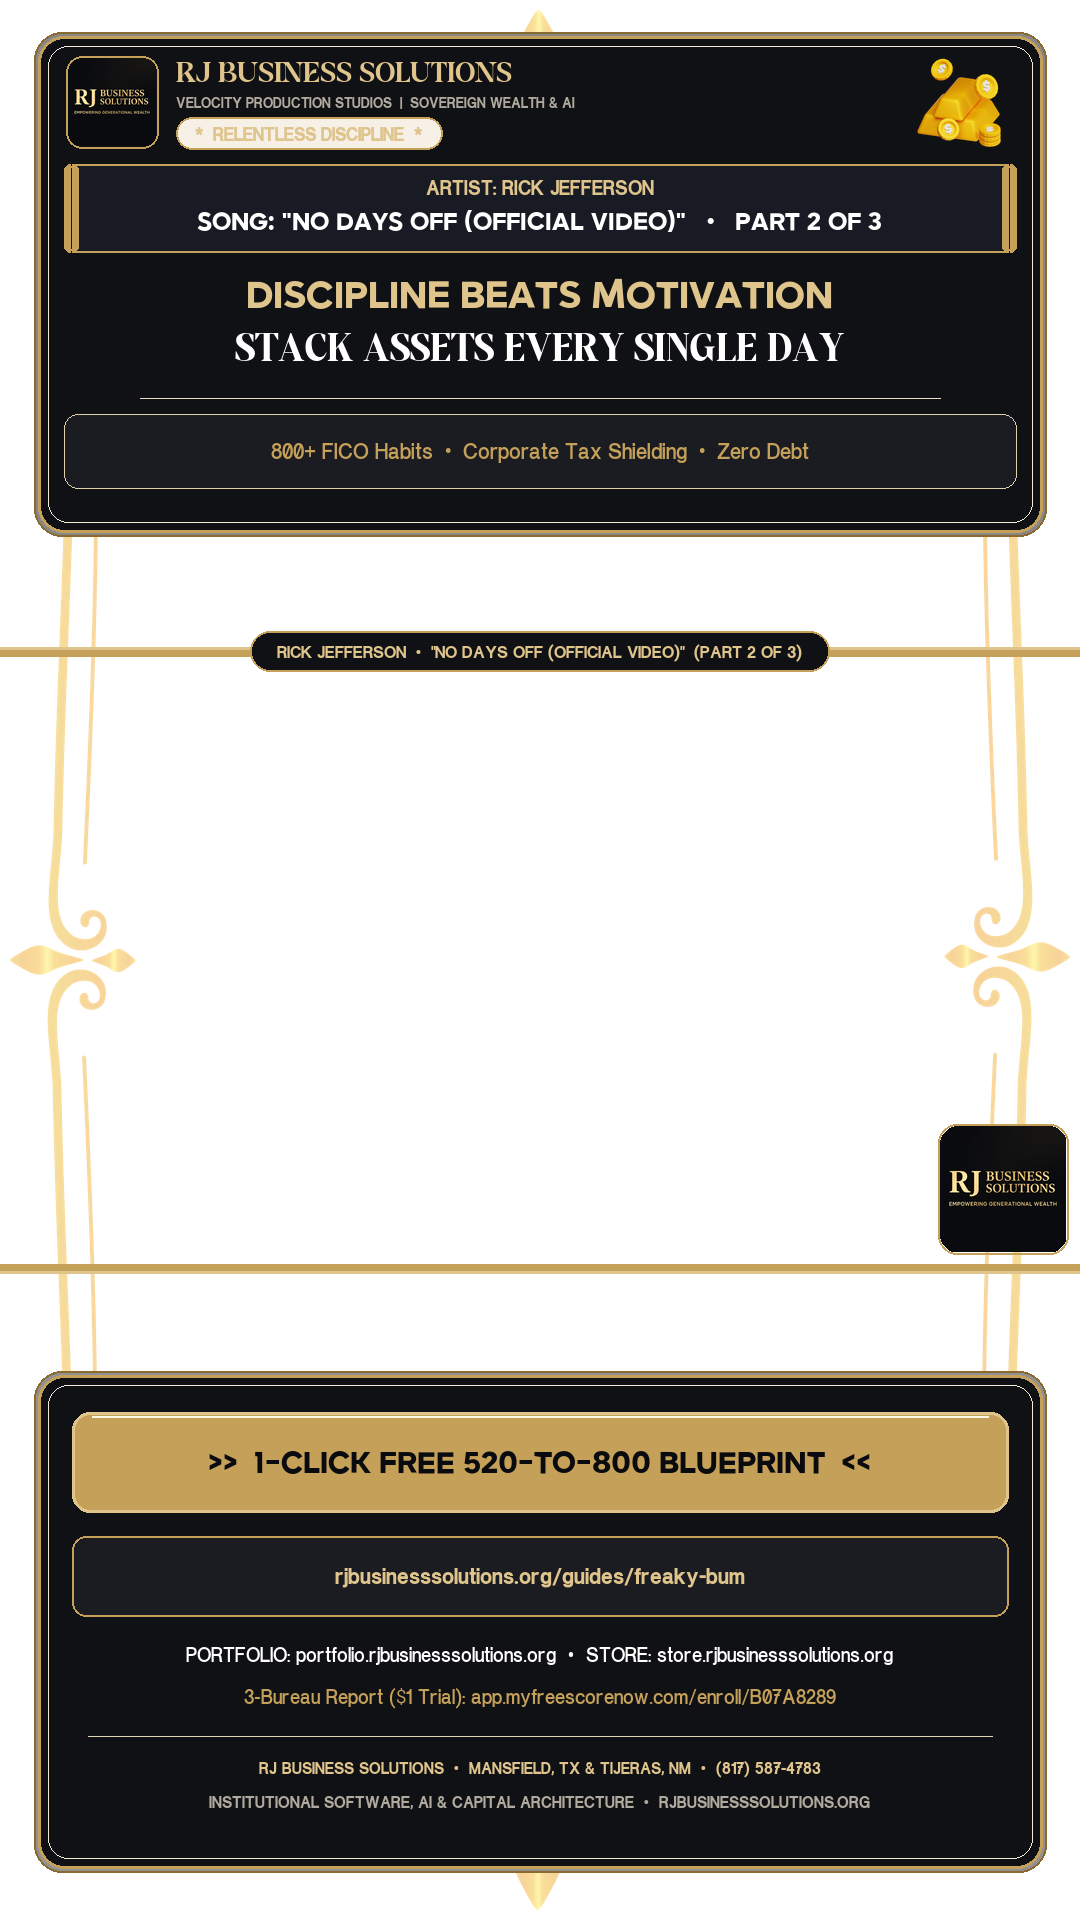 RJ BUSINESS SOLUTIONS
EMPOWERING GENERATIONAL WEALTH
RJ BUSINESS SOLUTIONS
VELOCITY PRODUCTION STUDIOS | SOVEREIGN WEALTH & AI
* RELENTLESS DISCIPLINE *
ARTIST: RICK JEFFERSON
SONG: "NO DAYS OFF (OFFICIAL VIDEO)" • PART 2 OF 3
DISCIPLINE BEATS MOTIVATION
STACK ASSETS EVERY SINGLE DAY
800+ FICO Habits • Corporate Tax Shielding • Zero Debt
RICK JEFFERSON • "NO DAYS OFF (OFFICIAL VIDEO)" (PART 2 OF 3)
RJ BUSINESS SOLUTIONS
EMPOWERING GENERATIONAL WEALTH
>> 1-CLICK FREE 520-TO-800 BLUEPRINT <<
rjbusinesssolutions.org/guides/freaky-bum
PORTFOLIO: portfolio.rjbusinesssolutions.org • STORE: store.rjbusinesssolutions.org
3-Bureau Report ($1 Trial): app.myfreescorenow.com/enroll/B07A8289
RJ BUSINESS SOLUTIONS • MANSFIELD, TX & TIJERAS, NM • (817) 587-4783
INSTITUTIONAL SOFTWARE, AI & CAPITAL ARCHITECTURE • RJBUSINESSSOLUTIONS.ORG